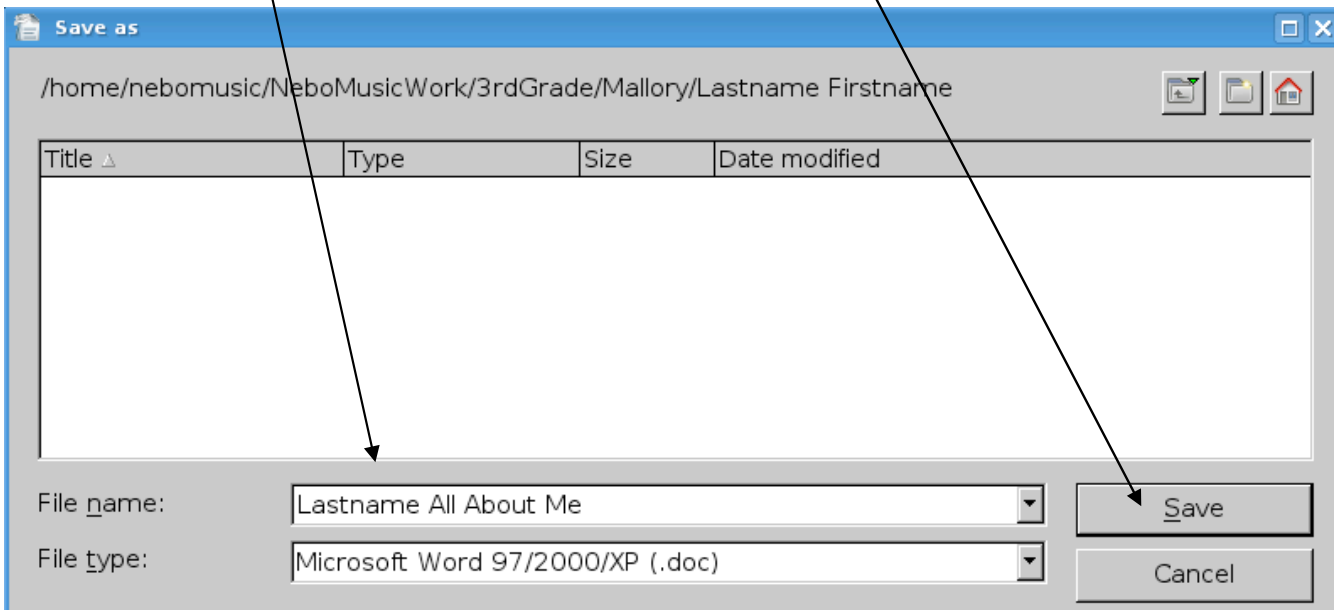 Save as
/home/nebomusic/NeboMusicWork/3rdGrade/Mallory/Lastname Firstname
Title Type Size Date modified
File name: Lastname All About Me Save
File type: Microsoft Word 97/2000/XP (.doc) Cancel